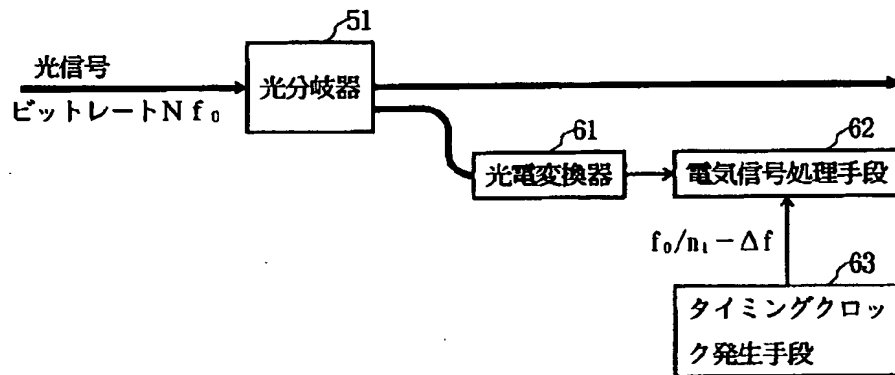 51
光信号
光分岐器
ビットレートNf₀
61
62
光電変換器
電気信号処理手段
f₀/n₁−Δf
63
タイミングクロッ
ク発生手段